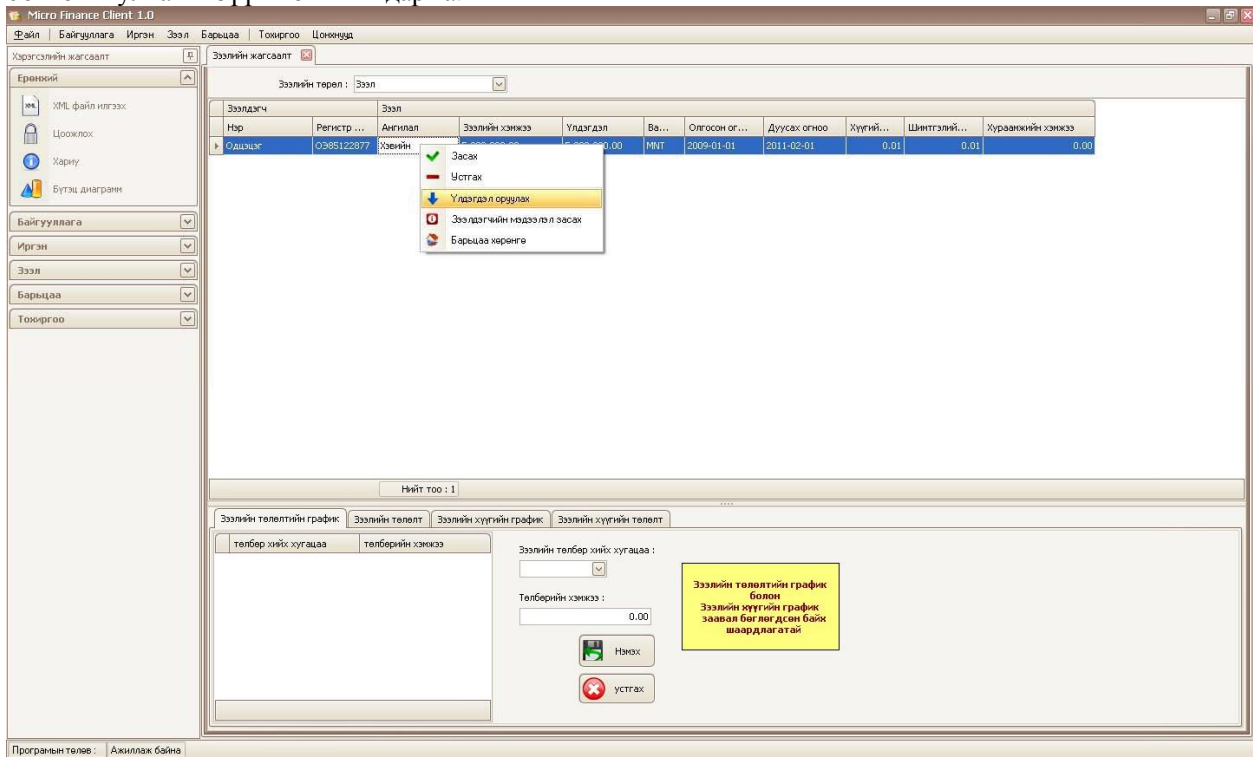 Micro Finance Client 1.0
Файл Байгууллага Иргэн Зээл Барьцаа Тохиргоо Цонхнууд
Хэрэгсэлийн жагсаалт
Зээлийн жагсаалт
Ерөнхий
XML файл илгээх
Цоожлох
Хариу
Бүтэц диаграмм
Байгууллага
Иргэн
Зээл
Барьцаа
Тохиргоо
Зээлийн төрөл : Зээл
Зээлдэгч Зээл
Нэр Регистр ... Ангилал Зээлийн хэмжээ Үлдэгдэл Ва... Олгосон ог... Дуусах огноо Хүүгий... Шимтгэлий... Хураамжийн хэмжээ
Одцэцэг ОЭ85122877 Хэвийн MNT 2009-01-01 2011-02-01 0.01 0.01 0.00
Засах
Устгах
Үлдэгдэл оруулах
Зээлдэгчийн мэдээлэл засах
Барьцаа хөрөнгө
Нийт тоо : 1
Зээлийн төлөлтийн график Зээлийн төлөлт Зээлийн хүүгийн график Зээлийн хүүгийн төлөлт
төлбөр хийх хугацаа төлбөрийн хэмжээ
Зээлийн төлбөр хийх хугацаа :
Төлбөрийн хэмжээ :
0.00
Нэмэх
устгах
Зээлийн төлөлтийн график
болон
Зээлийн хүүгийн график
заавал бөглөгдсөн байх
шаардлагатай
Програмын төлөв : Ажиллаж байна